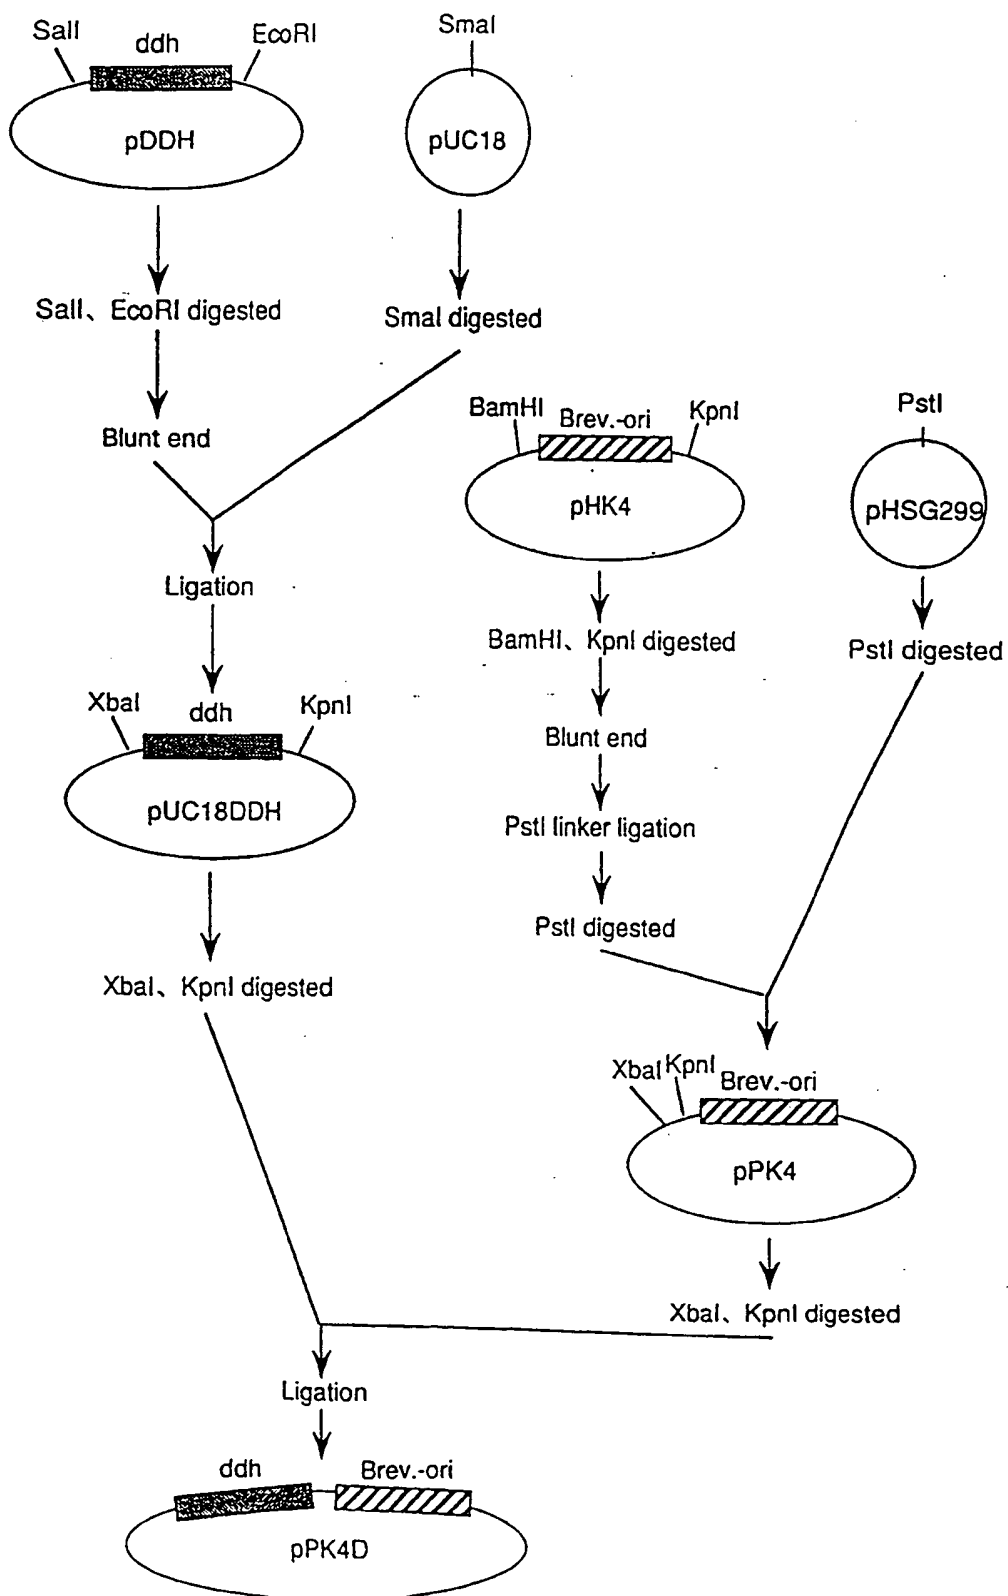 SalI
ddh
EcoRI
pDDH
SmaI
pUC18
SalI、EcoRI digested
SmaI digested
Blunt end
Ligation
BamHI
Brev.-ori
KpnI
pHK4
PstI
pHSG299
BamHI、KpnI digested
PstI digested
Blunt end
PstI linker ligation
PstI digested
XbaI
ddh
KpnI
pUC18DDH
XbaI、KpnI digested
XbaI
KpnI
Brev.-ori
pPK4
XbaI、KpnI digested
Ligation
ddh
Brev.-ori
pPK4D